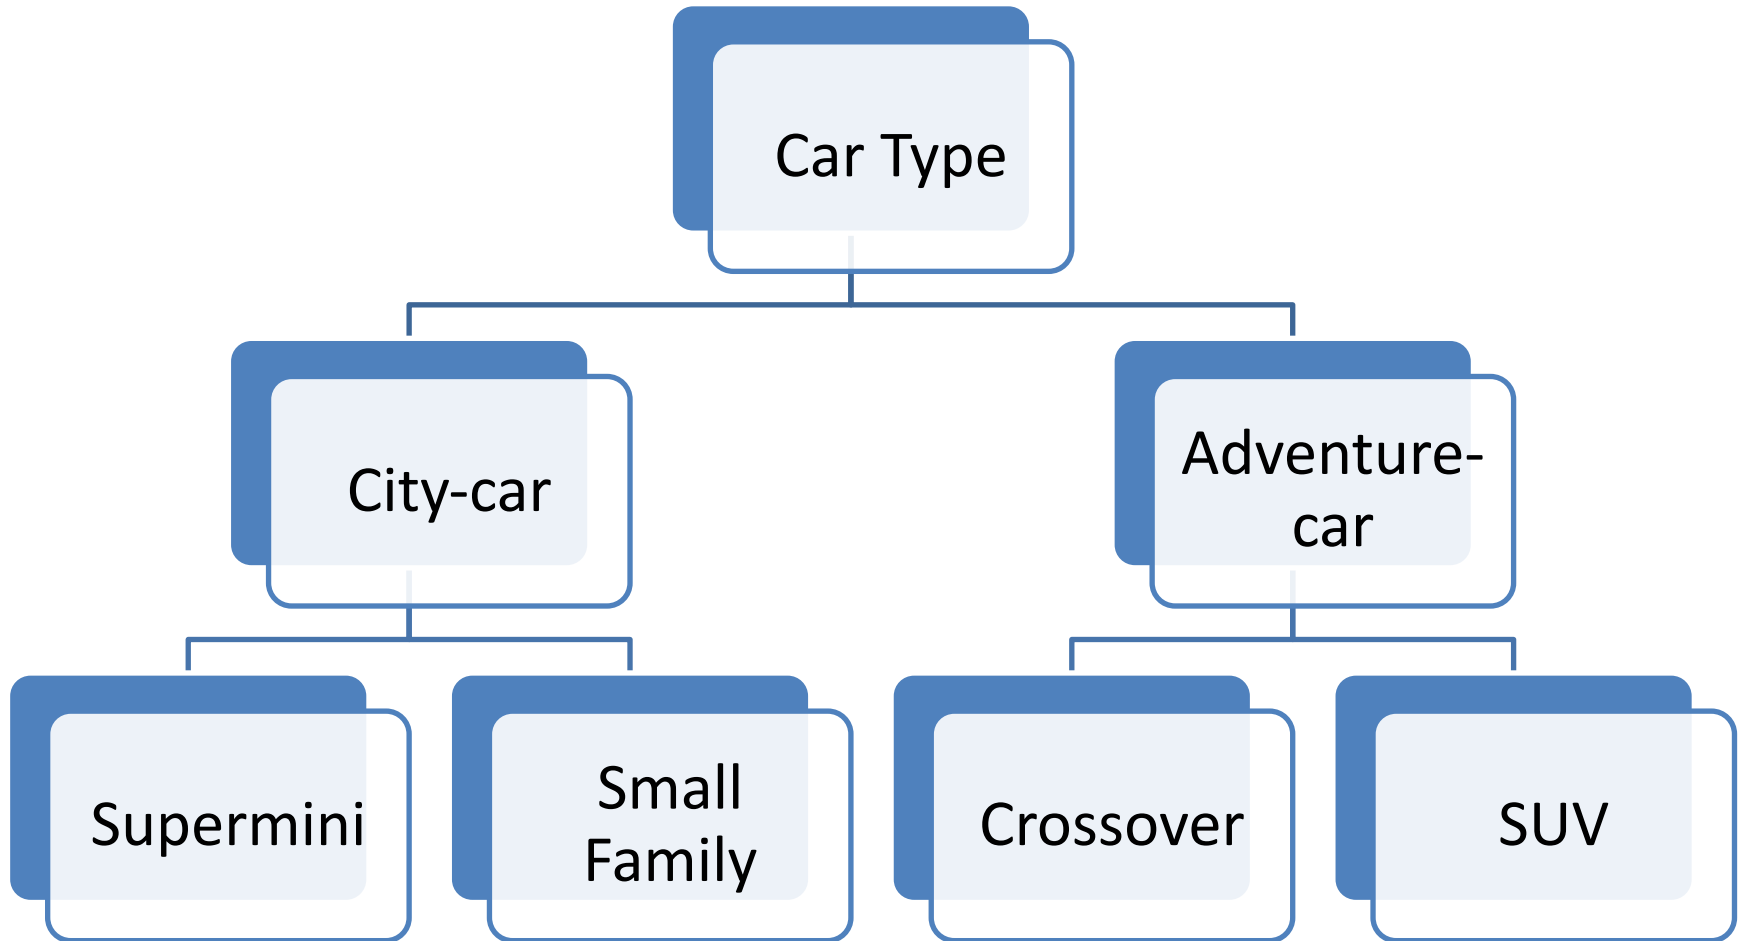 Car Type
City-car
Adventure-
car
Supermini
Small
Family
Crossover
SUV